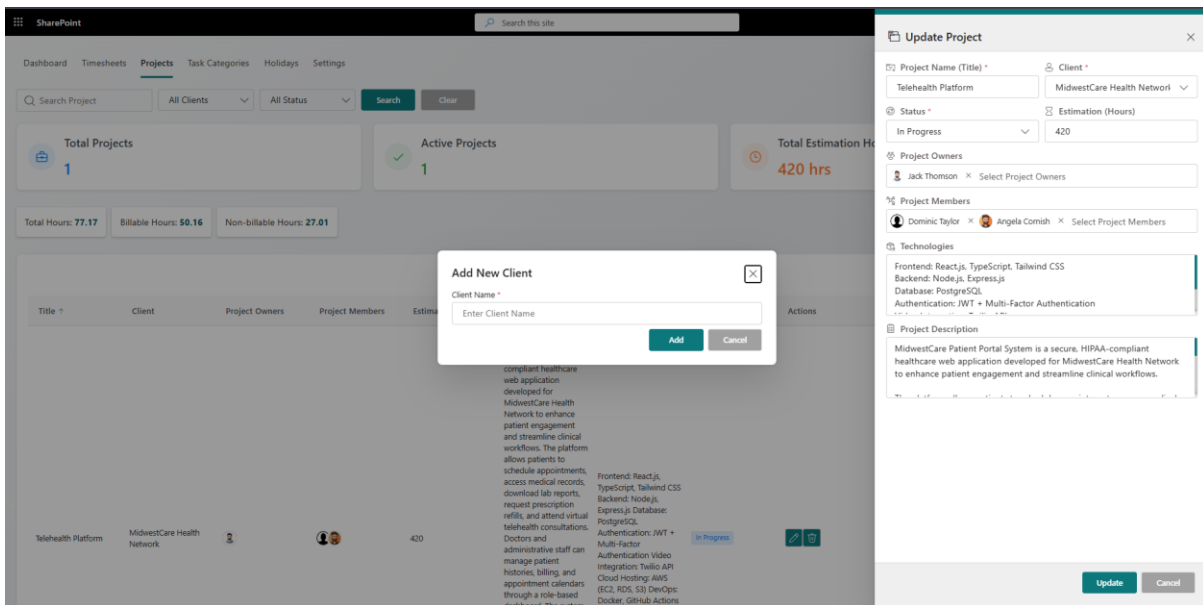 SharePoint
Search this site
Dashboard Timesheets Projects Task Categories Holidays Settings
Search Project
All Clients
All Status
Search
Clear
Total Projects
1
Active Projects
1
Total Estimation Ho
420 hrs
Total Hours: 77.17
Billable Hours: 50.16
Non-billable Hours: 27.01
Title ↑ Client Project Owners Project Members Estima Actions
Telehealth Platform
MidwestCare Health
Network
420
compliant healthcare
web application
developed for
MidwestCare Health
Network to enhance
patient engagement
and streamline clinical
workflows. The platform
allows patients to
schedule appointments,
access medical records,
download lab reports,
request prescription
refills, and attend virtual
telehealth consultations.
Doctors and
administrative staff can
manage patient
histories, billing, and
appointment calendars
through a role-based
Frontend: React.js,
TypeScript, Tailwind CSS
Backend: Node.js,
Express.js Database:
PostgreSQL
Authentication: JWT +
Multi-Factor
Authentication Video
Integration: Twilio API
Cloud Hosting: AWS
(EC2, RDS, S3) DevOps:
Docker, GitHub Actions
In Progress
Add New Client
Client Name *
Enter Client Name
Add
Cancel
Update Project
Project Name (Title) *
Telehealth Platform
Client *
MidwestCare Health Network
Status *
In Progress
Estimation (Hours)
420
Project Owners
Jack Thomson × Select Project Owners
Project Members
Dominic Taylor × Angela Cornish × Select Project Members
Technologies
Frontend: React.js, TypeScript, Tailwind CSS
Backend: Node.js, Express.js
Database: PostgreSQL
Authentication: JWT + Multi-Factor Authentication
Project Description
MidwestCare Patient Portal System is a secure, HIPAA-compliant
healthcare web application developed for MidwestCare Health Network
to enhance patient engagement and streamline clinical workflows.
Update
Cancel